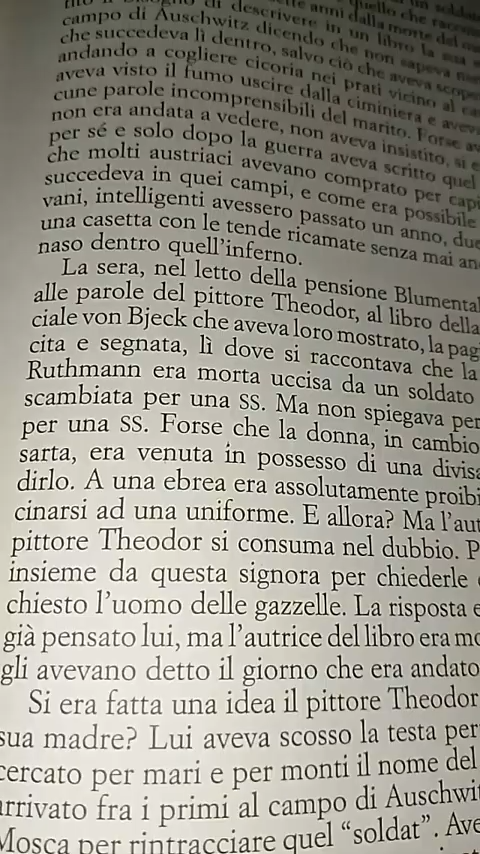 di descrivere in un libro la sua
campo di Auschwitz dicendo che non sapeva
che succedeva lì dentro, salvo ciò che aveva
andando a cogliere cicoria nei prati vicino al
aveva visto il fumo uscire dalla ciminiera e
cune parole incomprensibili del marito. Forse
non era andata a vedere, non aveva insistito, si
per sé e solo dopo la guerra aveva scritto quel
che molti austriaci avevano comprato per
succedeva in quei campi, e come era possibile
vani, intelligenti avessero passato un anno, due
una casetta con le tende ricamate senza mai
naso dentro quell'inferno.
La sera, nel letto della pensione
alle parole del pittore Theodor, al libro della
ciale von Bjeck che aveva loro mostrato, la
cita e segnata, lì dove si raccontava che la
Ruthmann era morta uccisa da un soldato
scambiata per una SS. Ma non spiegava
per una SS. Forse che la donna, in cambio
sarta, era venuta in possesso di una
dirlo. A una ebrea era assolutamente
cinarsi ad una uniforme. E allora? Ma
pittore Theodor si consuma nel dubbio.
insieme da questa signora per chiederle
chiesto l'uomo delle gazzelle. La risposta
già pensato lui, ma l'autrice del libro era
gli avevano detto il giorno che era andato
Si era fatta una idea il pittore Theodor
sua madre? Lui aveva scosso la testa
cercato per mari e per monti il nome del
arrivato fra i primi al campo di
Mosca per rintracciare quel "soldat".